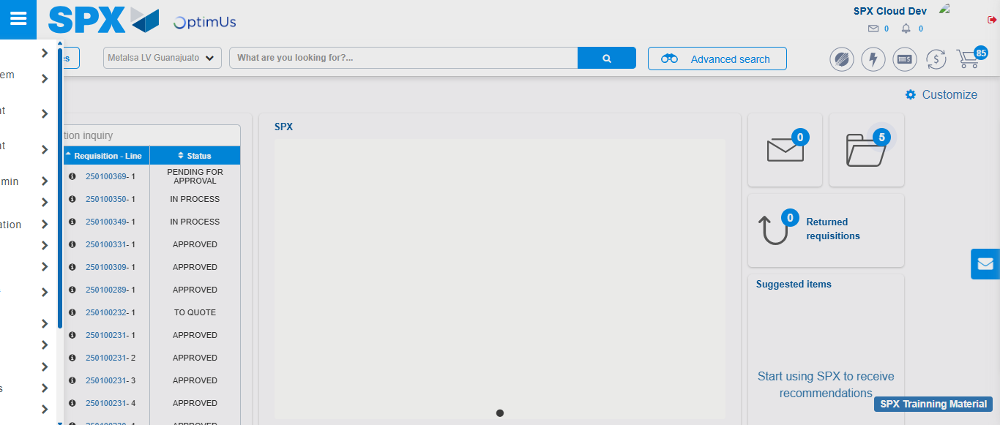 SPX OptimUs
SPX Cloud Dev
0 0
es
Metalsa LV Guanajuato
What are you looking for?...
Advanced search
85
Customize
em
nt
nt
min
ation
s
tion inquiry
Requisition - Line Status
250100369- 1 PENDING FOR
APPROVAL
250100350- 1 IN PROCESS
250100349- 1 IN PROCESS
250100331- 1 APPROVED
250100309- 1 APPROVED
250100289- 1 APPROVED
250100232- 1 TO QUOTE
250100231- 1 APPROVED
250100231- 2 APPROVED
250100231- 3 APPROVED
250100231- 4 APPROVED
SPX
0
5
0
Returned
requisitions
Suggested items
Start using SPX to receive
recommendations
SPX Trainning Material